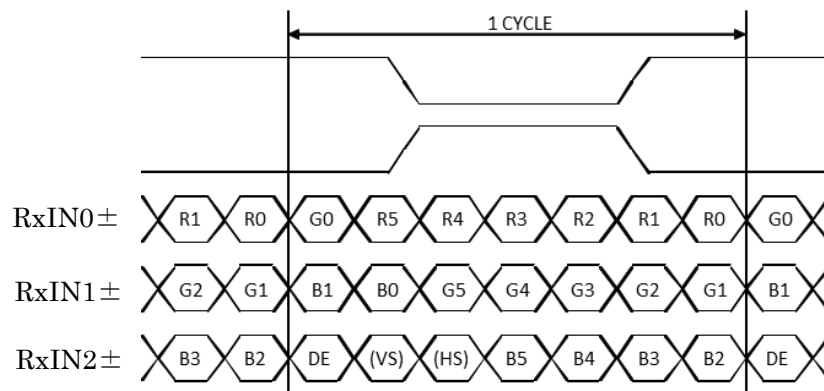 1 CYCLE
RxIN0± R1 R0 G0 R5 R4 R3 R2 R1 R0 G0
RxIN1± G2 G1 B1 B0 G5 G4 G3 G2 G1 B1
RxIN2± B3 B2 DE (VS) (HS) B5 B4 B3 B2 DE